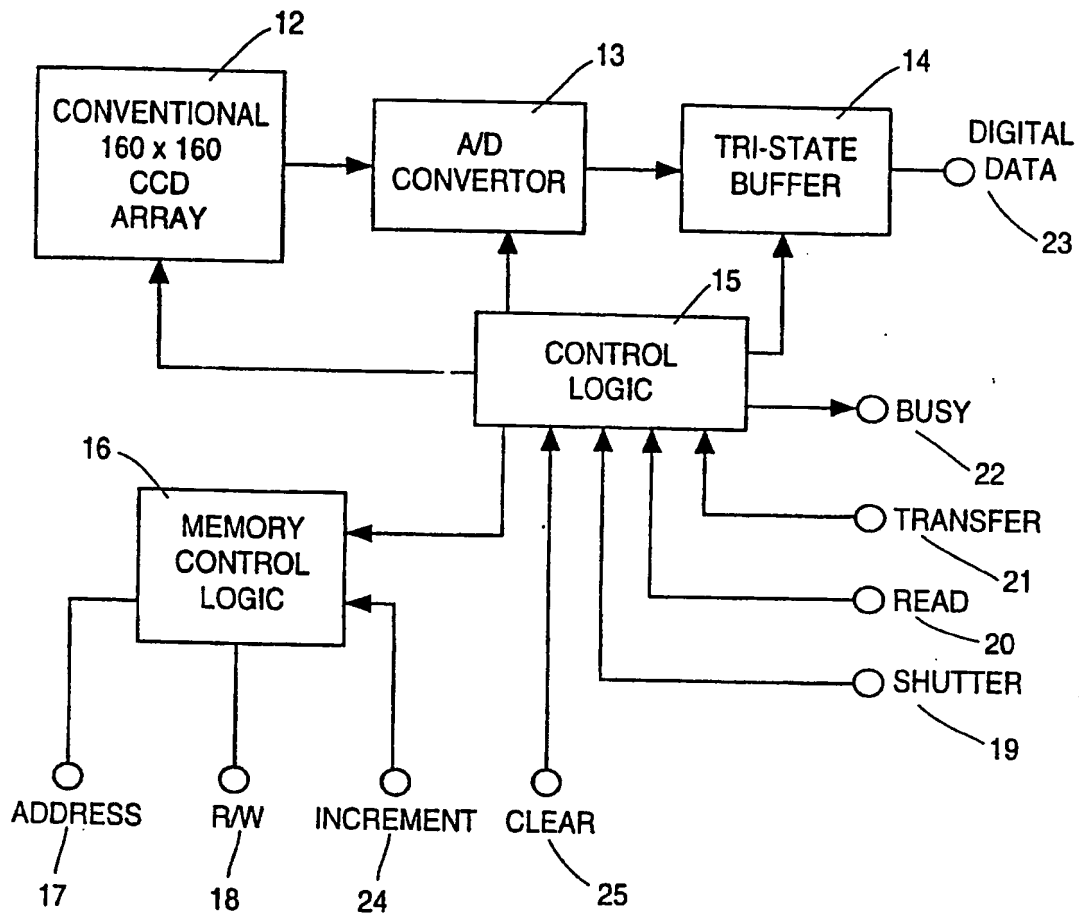 12
13
14
CONVENTIONAL
160 x 160
CCD
ARRAY
A/D
CONVERTOR
TRI-STATE
BUFFER
DIGITAL
DATA
23
15
CONTROL
LOGIC
BUSY
22
16
MEMORY
CONTROL
LOGIC
TRANSFER
21
READ
20
SHUTTER
19
ADDRESS
R/W
INCREMENT
CLEAR
17
18
24
25